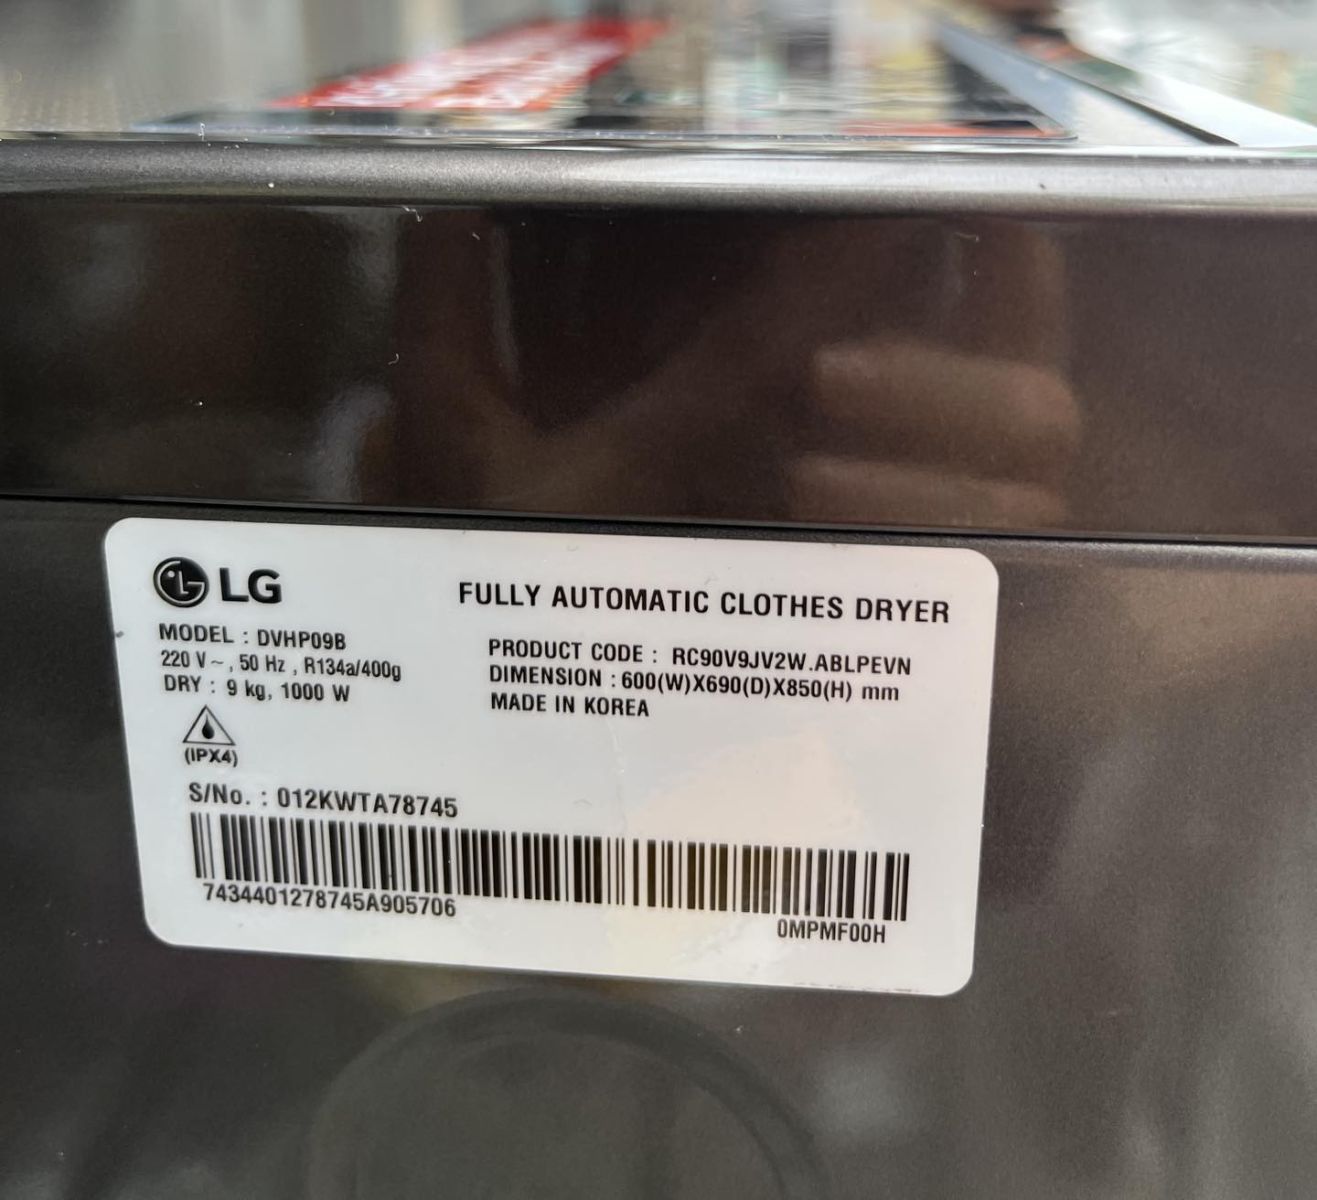 LG
FULLY AUTOMATIC CLOTHES DRYER
MODEL : DVHP09B
220 V~, 50 Hz , R134a/400g
DRY : 9 kg, 1000 W
PRODUCT CODE : RC90V9JV2W.ABLPEVN
DIMENSION : 600(W)X690(D)X850(H) mm
MADE IN KOREA
(IPX4)
S/No. : 012KWTA78745
7434401278745A905706
0MPMF00H